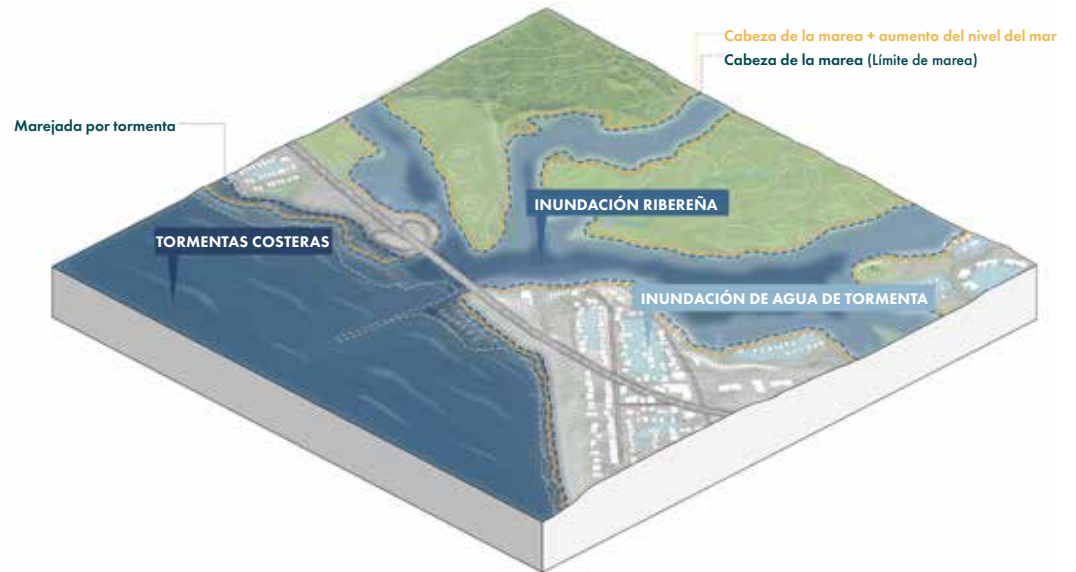 Cabeza de la marea + aumento del nivel del mar
Cabeza de la marea (Límite de marea)
Marejada por tormenta
INUNDACIÓN RIBEREÑA
TORMENTAS COSTERAS
INUNDACIÓN DE AGUA DE TORMENTA